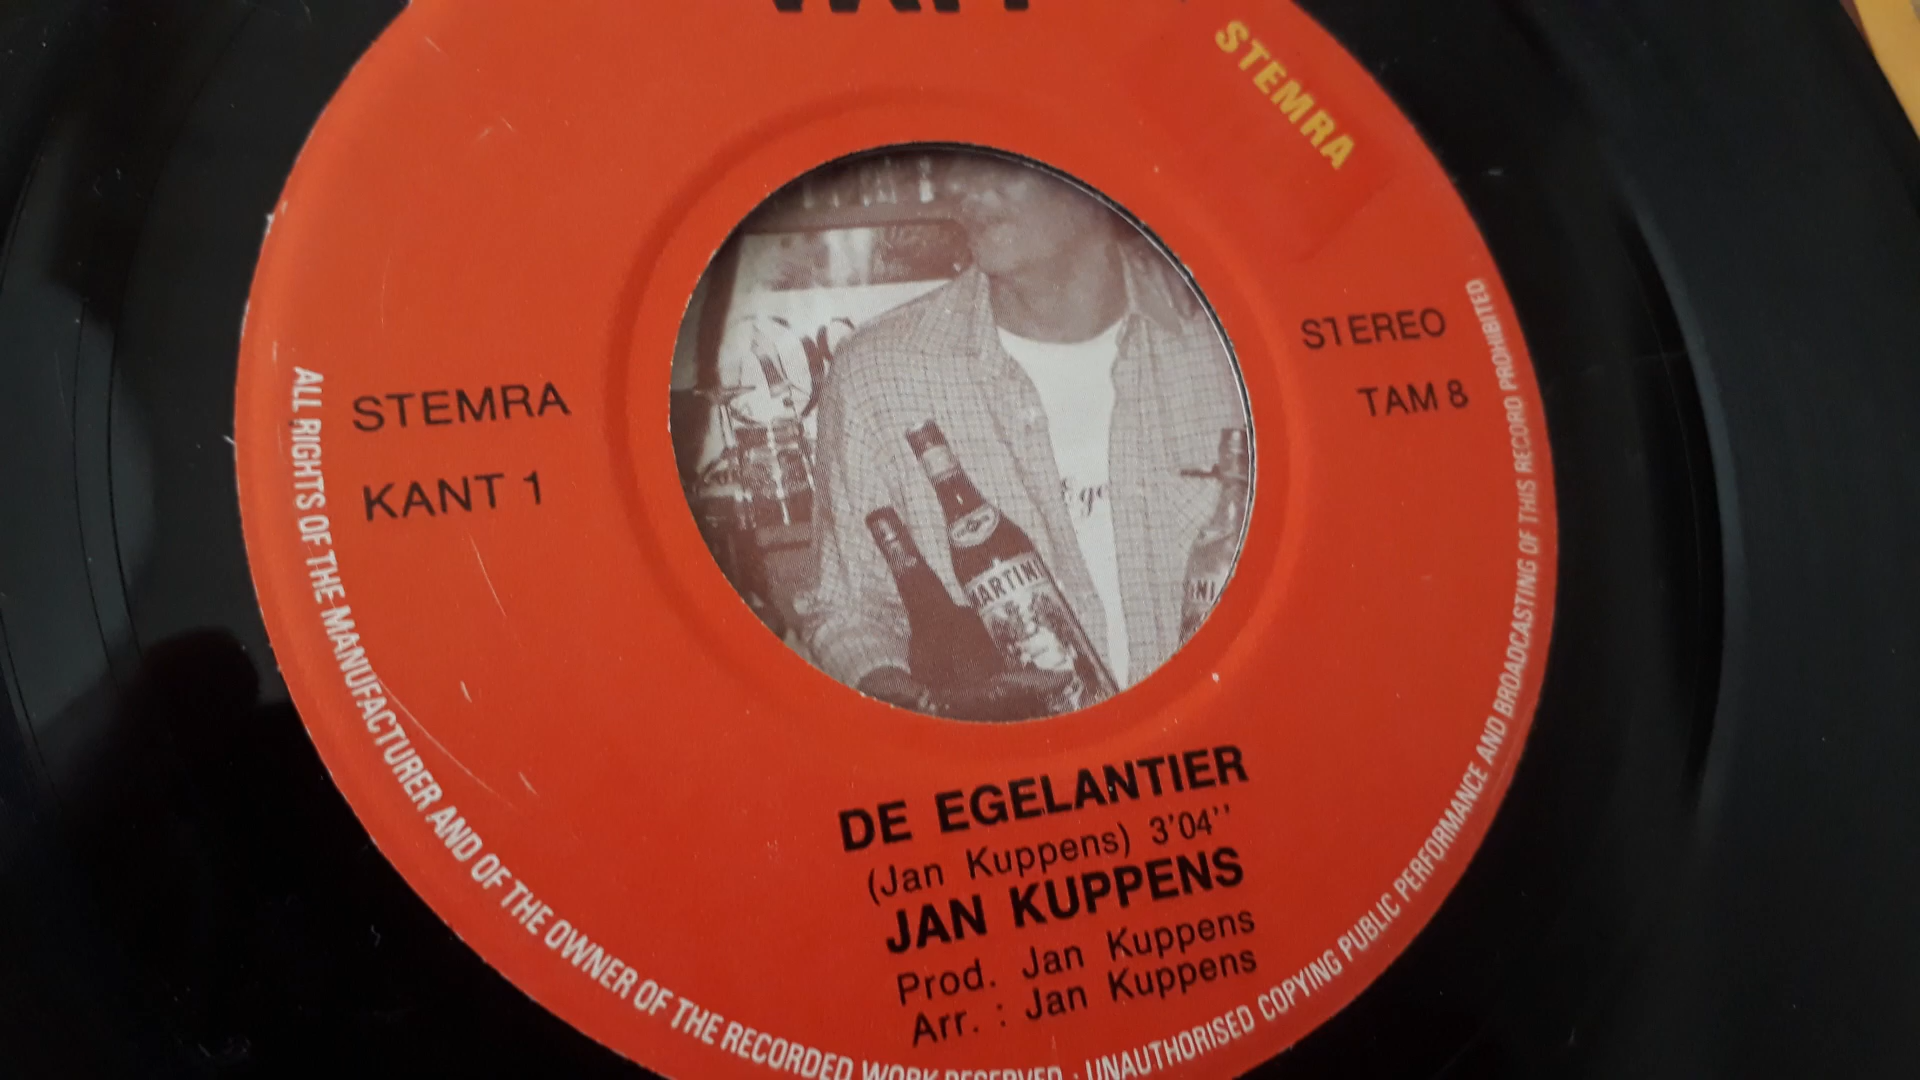 STEMRA
STEREO
TAM 8
STEMRA
KANT 1
MARTINI
DE EGELANTIER
(Jan Kuppens) 3'04''
JAN KUPPENS
Prod. Jan Kuppens
Arr. : Jan Kuppens
ALL RIGHTS OF THE MANUFACTURER AND OF THE OWNER OF THE RECORDED WORK RESERVED · UNAUTHORISED COPYING PUBLIC PERFORMANCE AND BROADCASTING OF THIS RECORD PROHIBITED